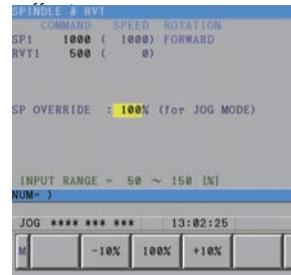 SPINDLE & RVT
COMMAND SPEED ROTATION
SP1 1000 ( 1000) FORWARD
RVT1 500 ( 0)
SP OVERRIDE : 100% (for JOG MODE)
INPUT RANGE = 50 ~ 150 [%]
NUM= )
JOG **** *** *** 13:02:25
M -10% 100% +10%